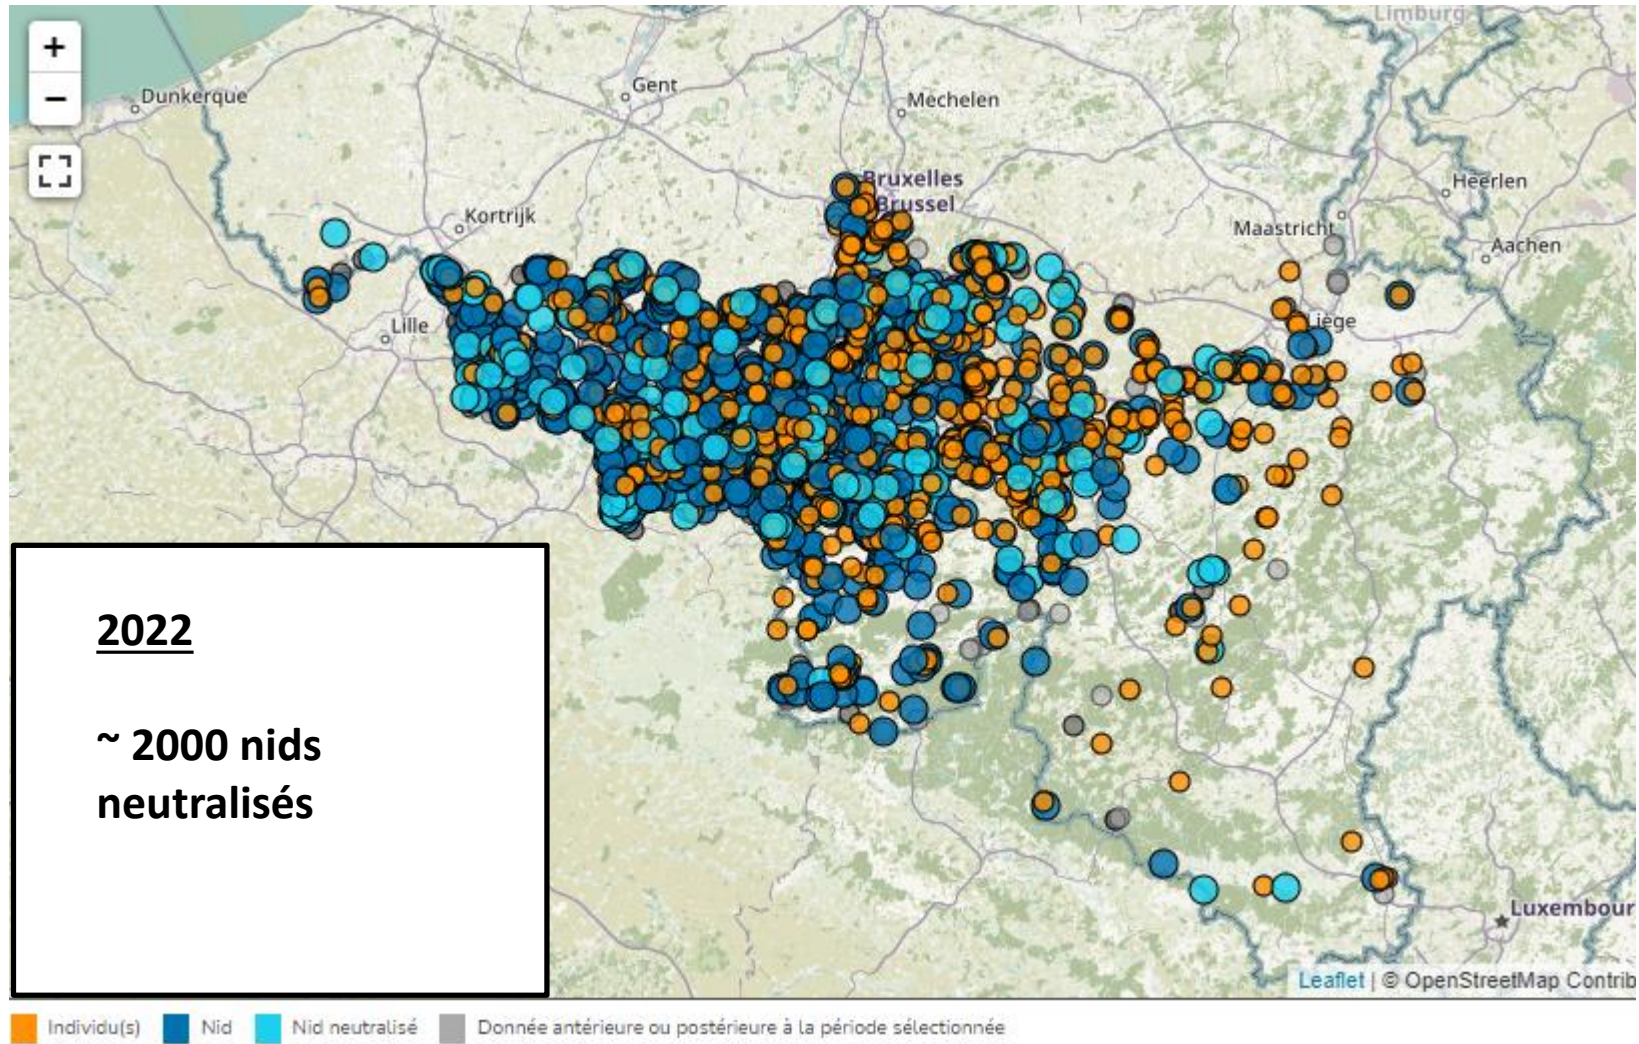 Limburg
+
−
Dunkerque
Gent
Mechelen
Bruxelles
Brussel
Heerlen
Kortrijk
Maastricht
Aachen
Lille
Liège
2022
~ 2000 nids
neutralisés
Luxembour
Leaflet | © OpenStreetMap Contrib
Individu(s) Nid Nid neutralisé Donnée antérieure ou postérieure à la période sélectionnée